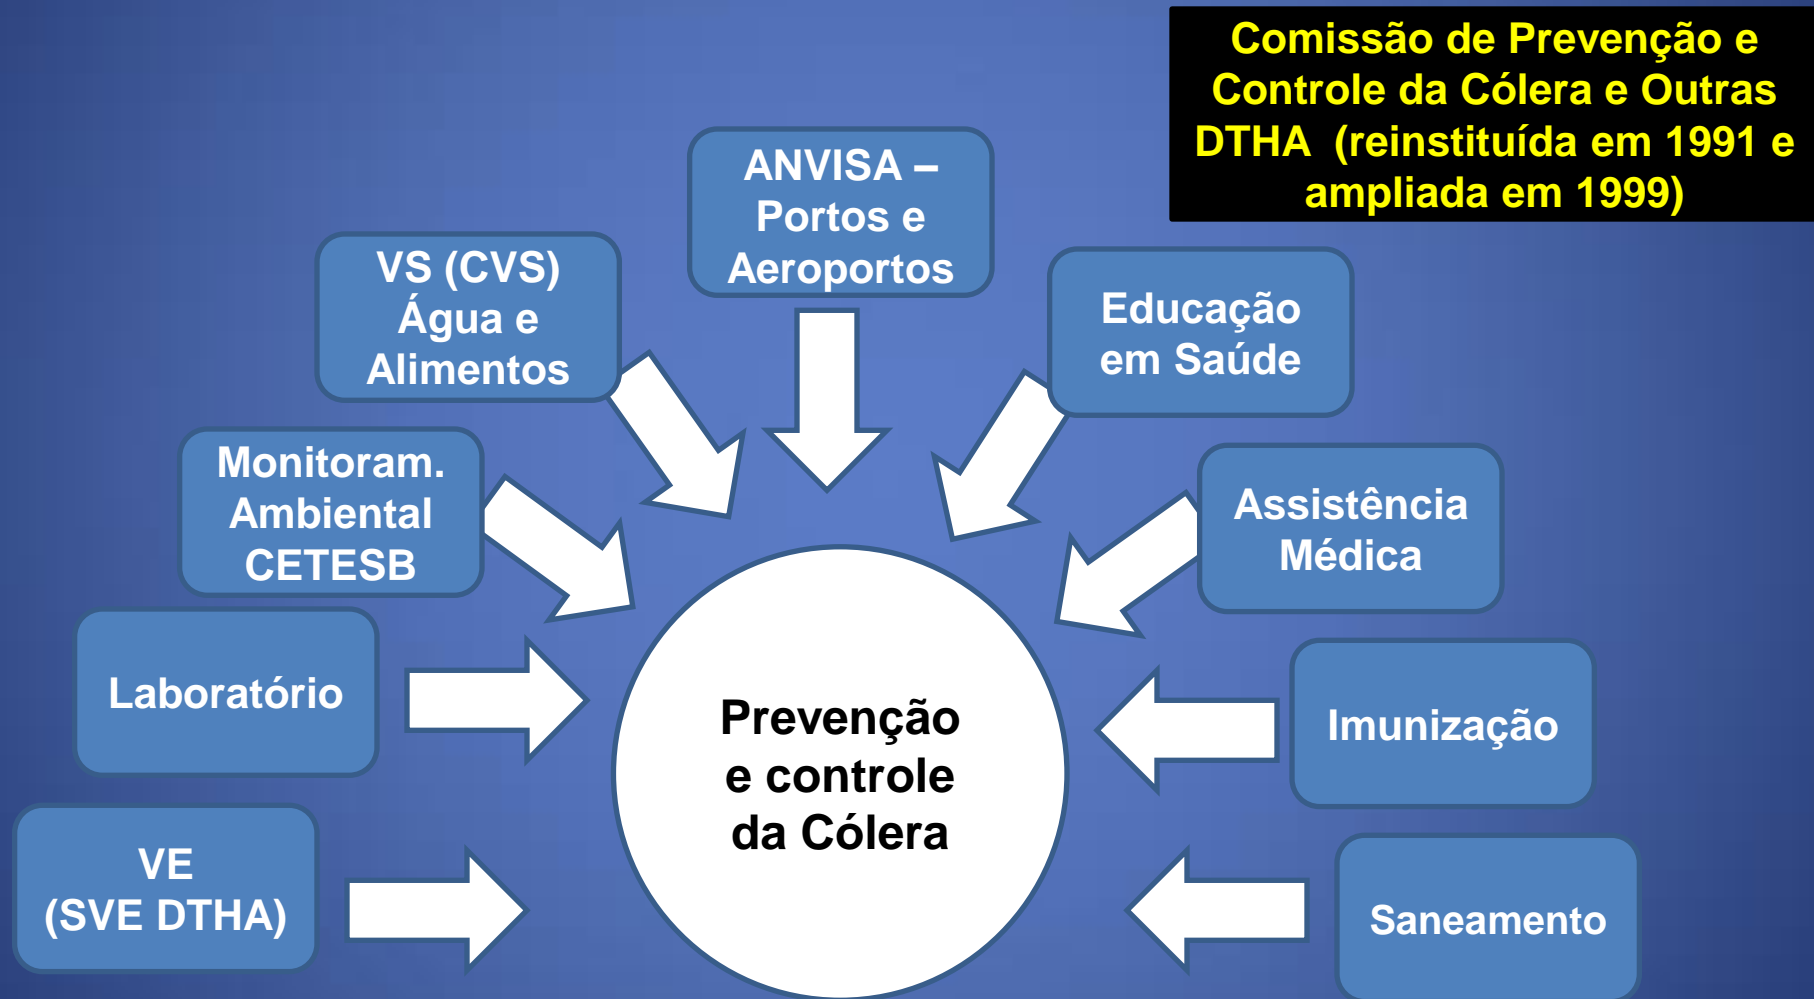 Comissão de Prevenção e
Controle da Cólera e Outras
DTHA (reinstituída em 1991 e
ampliada em 1999)
ANVISA –
Portos e
Aeroportos
VS (CVS)
Água e
Alimentos
Educação
em Saúde
Monitoram.
Ambiental
CETESB
Assistência
Médica
Laboratório
Imunização
Prevenção
e controle
da Cólera
VE
(SVE DTHA)
Saneamento